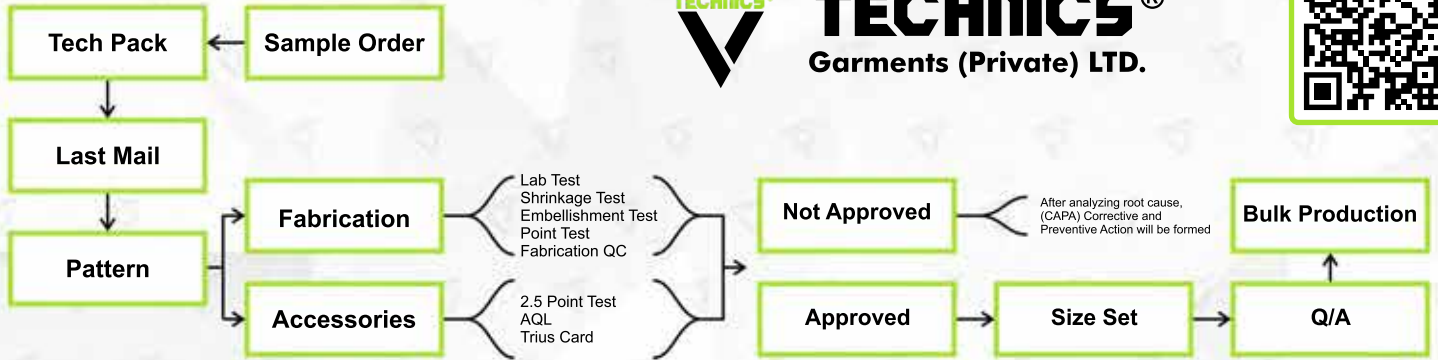 TECHNICS
TECHNICS®
Garments (Private) LTD.
Tech Pack
Sample Order
Last Mail
Pattern
Fabrication
Lab Test
Shrinkage Test
Embellishment Test
Point Test
Fabrication QC
Accessories
2.5 Point Test
AQL
Trius Card
Not Approved
After analyzing root cause,
(CAPA) Corrective and
Preventive Action will be formed
Approved
Size Set
Q/A
Bulk Production